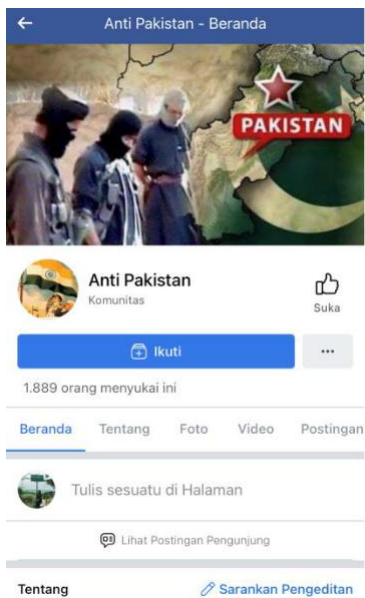 Anti Pakistan - Beranda
PAKISTAN
Anti Pakistan
Komunitas
Suka
Ikuti
1.889 orang menyukai ini
Beranda Tentang Foto Video Postingan
Tulis sesuatu di Halaman
Lihat Postingan Pengunjung
Tentang Sarankan Pengeditan